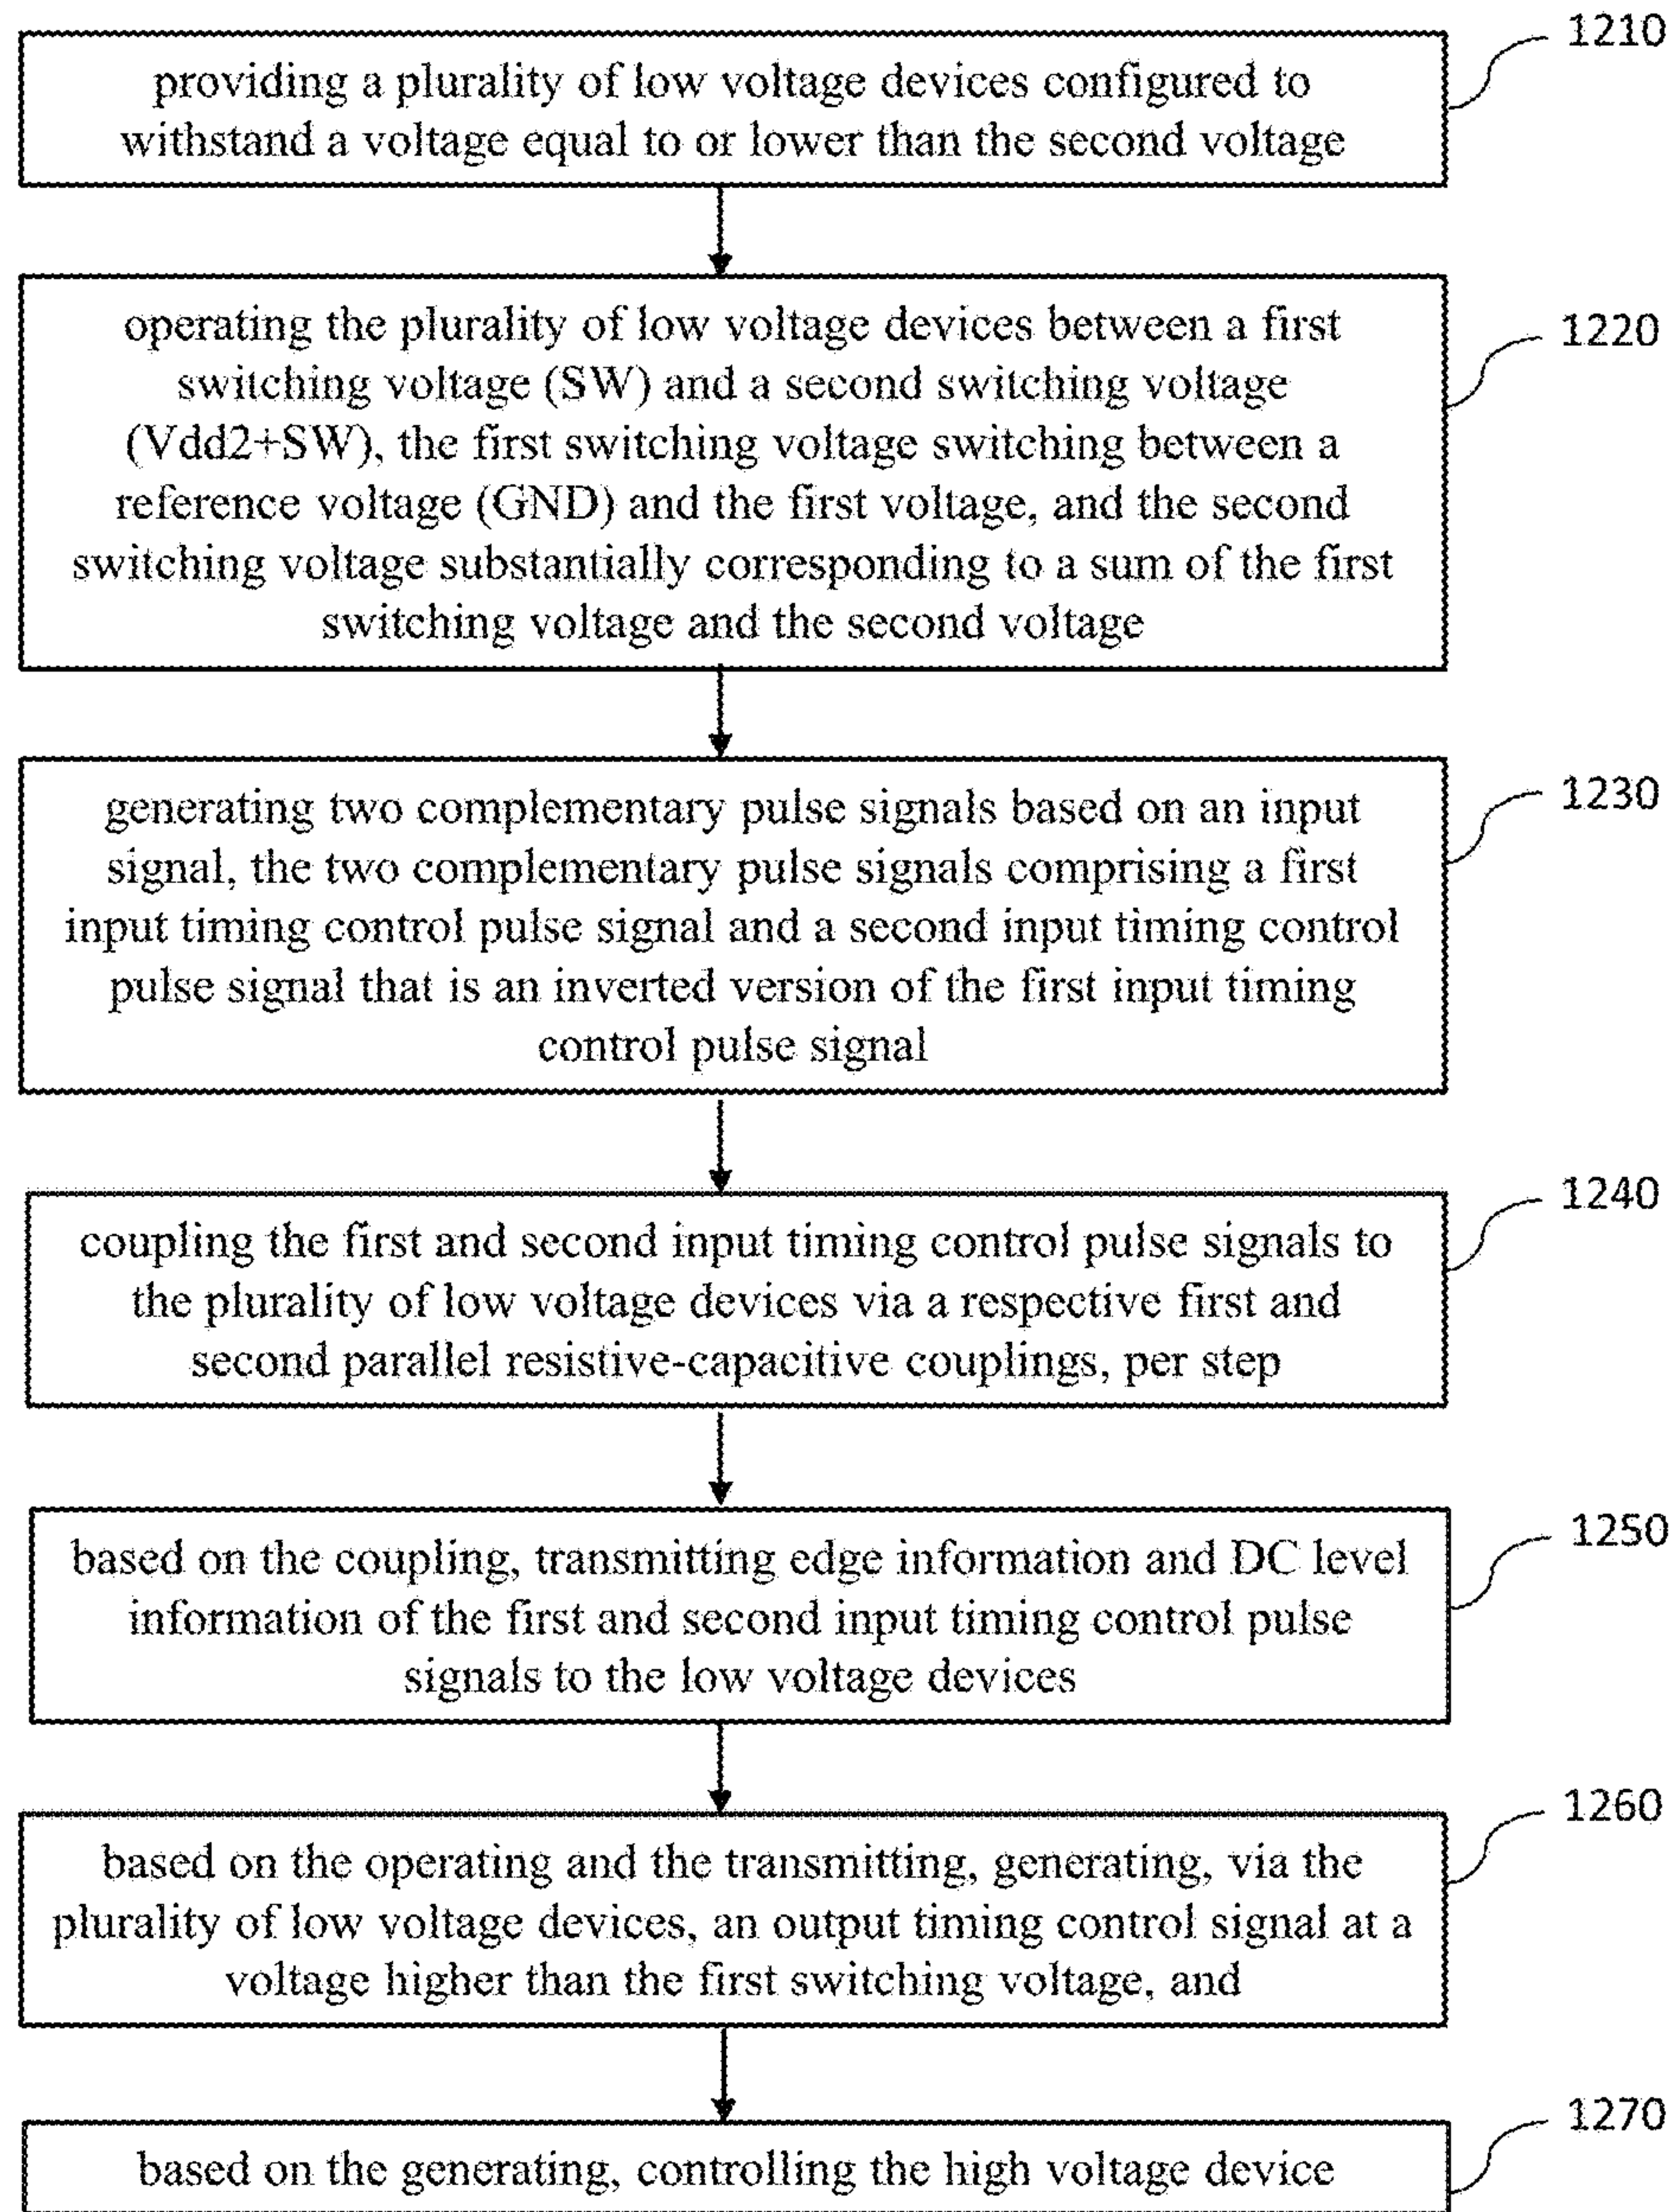 1210
providing a plurality of low voltage devices configured to
withstand a voltage equal to or lower than the second voltage
1220
operating the plurality of low voltage devices between a first
switching voltage (SW) and a second switching voltage
(Vdd2+SW), the first switching voltage switching between a
reference voltage (GND) and the first voltage, and the second
switching voltage substantially corresponding to a sum of the first
switching voltage and the second voltage
1230
generating two complementary pulse signals based on an input
signal, the two complementary pulse signals comprising a first
input timing control pulse signal and a second input timing control
pulse signal that is an inverted version of the first input timing
control pulse signal
1240
coupling the first and second input timing control pulse signals to
the plurality of low voltage devices via a respective first and
second parallel resistive-capacitive couplings, per step
1250
based on the coupling, transmitting edge information and DC level
information of the first and second input timing control pulse
signals to the low voltage devices
1260
based on the operating and the transmitting, generating, via the
plurality of low voltage devices, an output timing control signal at a
voltage higher than the first switching voltage, and
1270
based on the generating, controlling the high voltage device